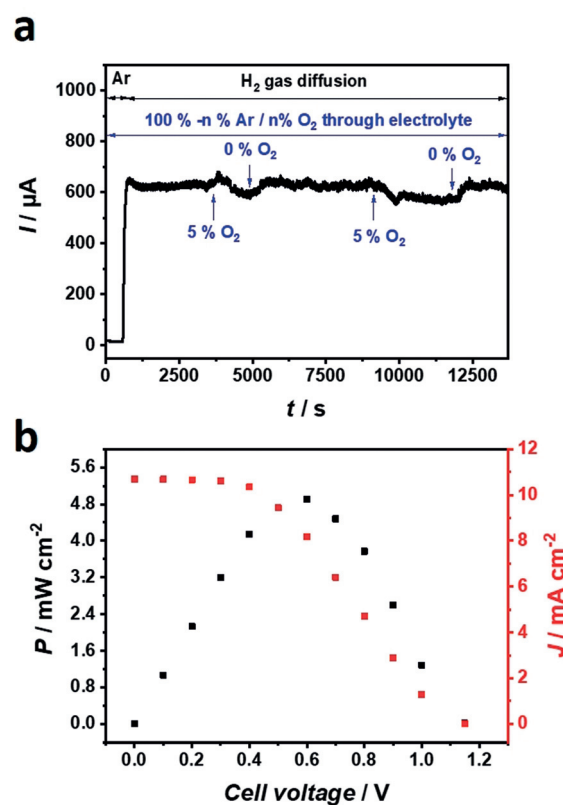 a
Ar
H₂ gas diffusion
100 % -n % Ar / n% O₂ through electrolyte
0 % O₂
0 % O₂
5 % O₂
5 % O₂
I / µA
1000
800
600
400
200
0
0 2500 5000 7500 10000 12500
t / s
b
P / mW cm⁻²
5.6
4.8
4.0
3.2
2.4
1.6
0.8
0.0
12
10
8
6
4
2
0
J / mA cm⁻²
0.0 0.2 0.4 0.6 0.8 1.0 1.2
Cell voltage / V